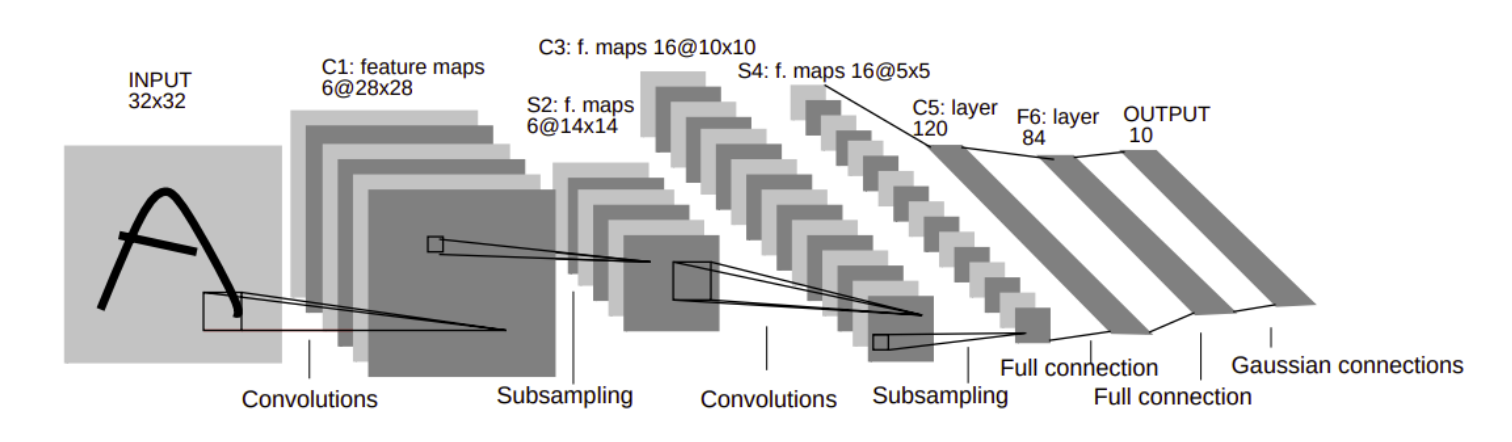 INPUT
32x32
C1: feature maps
6@28x28
S2: f. maps
6@14x14
C3: f. maps 16@10x10
S4: f. maps 16@5x5
C5: layer
120
F6: layer
84
OUTPUT
10
Convolutions
Subsampling
Convolutions
Subsampling
Full connection
Full connection
Gaussian connections